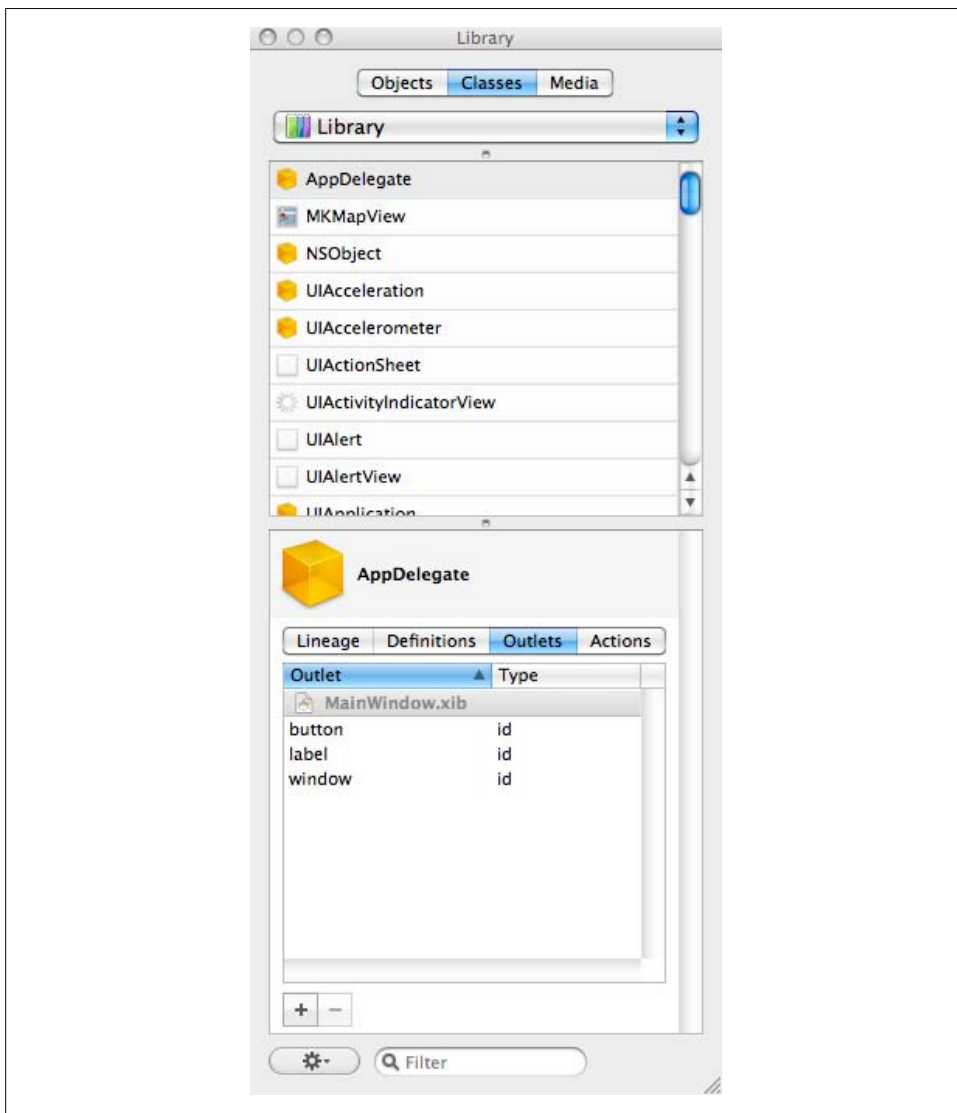 Library
Objects Classes Media
Library
AppDelegate
MKMapView
NSObject
UIAcceleration
UIAccelerometer
UIActionSheet
UIActivityIndicatorView
UIAlert
UIAlertView
UIApplication
AppDelegate
Lineage Definitions Outlets Actions
Outlet Type
MainWindow.xib
button id
label id
window id
Filter